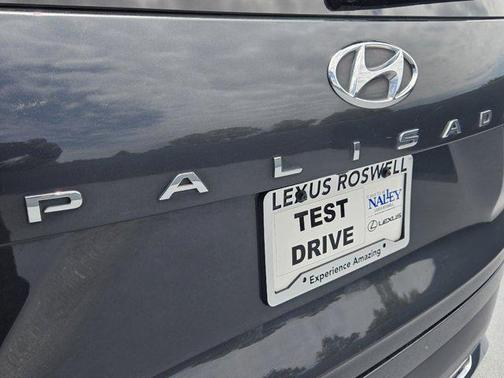 PALISAD
LEXUS ROSWELL
TEST
DRIVE
NALLEY
LEXUS
Experience Amazing